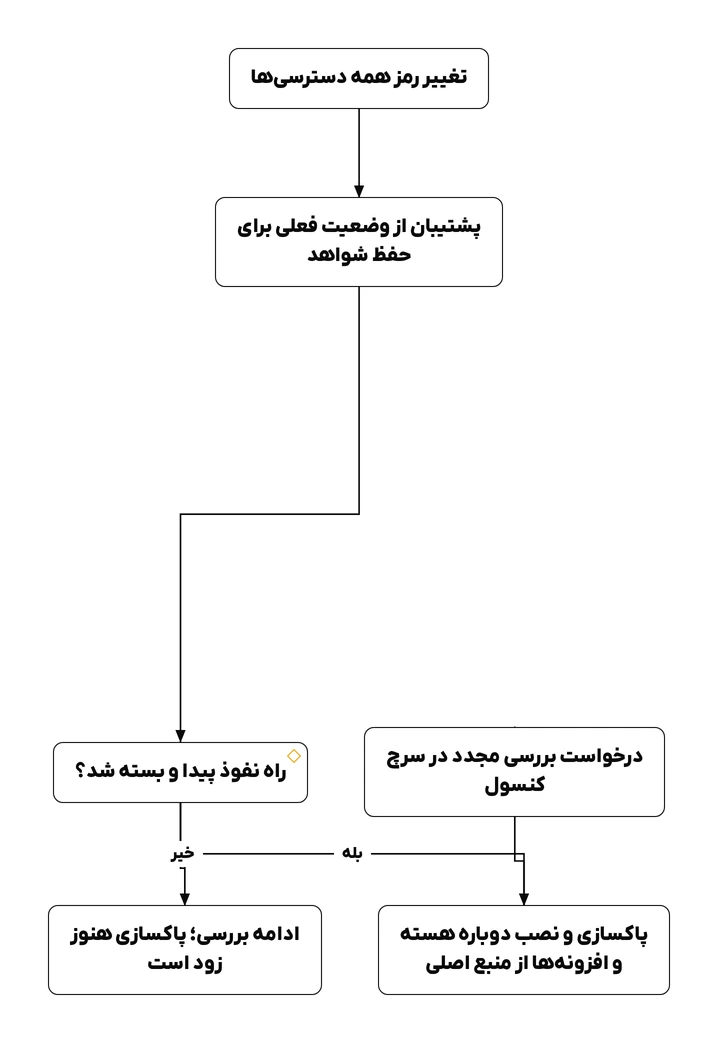 تغییر رمز همه دسترسی‌ها
پشتیبان از وضعیت فعلی برای
حفظ شواهد
راه نفوذ پیدا و بسته شد؟
درخواست بررسی مجدد در سرچ
کنسول
خیر
بله
ادامه بررسی؛ پاکسازی هنوز
زود است
پاکسازی و نصب دوباره هسته
و افزونه‌ها از منبع اصلی